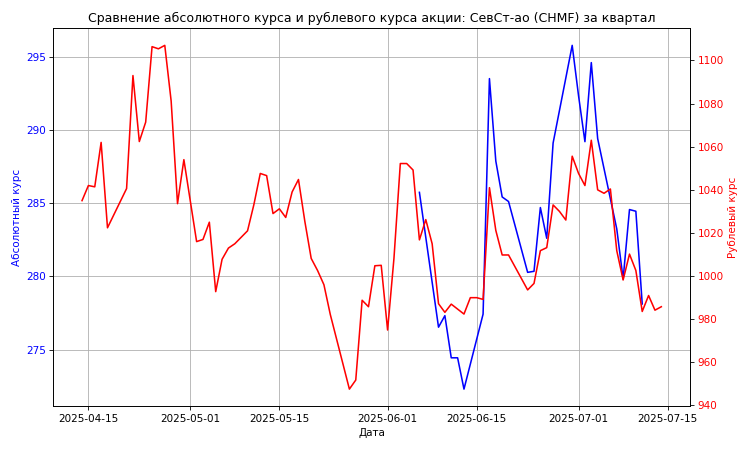 Сравнение абсолютного курса и рублевого курса акции: СевСт-ао (CHMF) за квартал
295
290
285
280
275
Абсолютный курс
1100
1080
1060
1040
1020
1000
980
960
940
Рублевый курс
2025-04-15 2025-05-01 2025-05-15 2025-06-01 2025-06-15 2025-07-01 2025-07-15
Дата